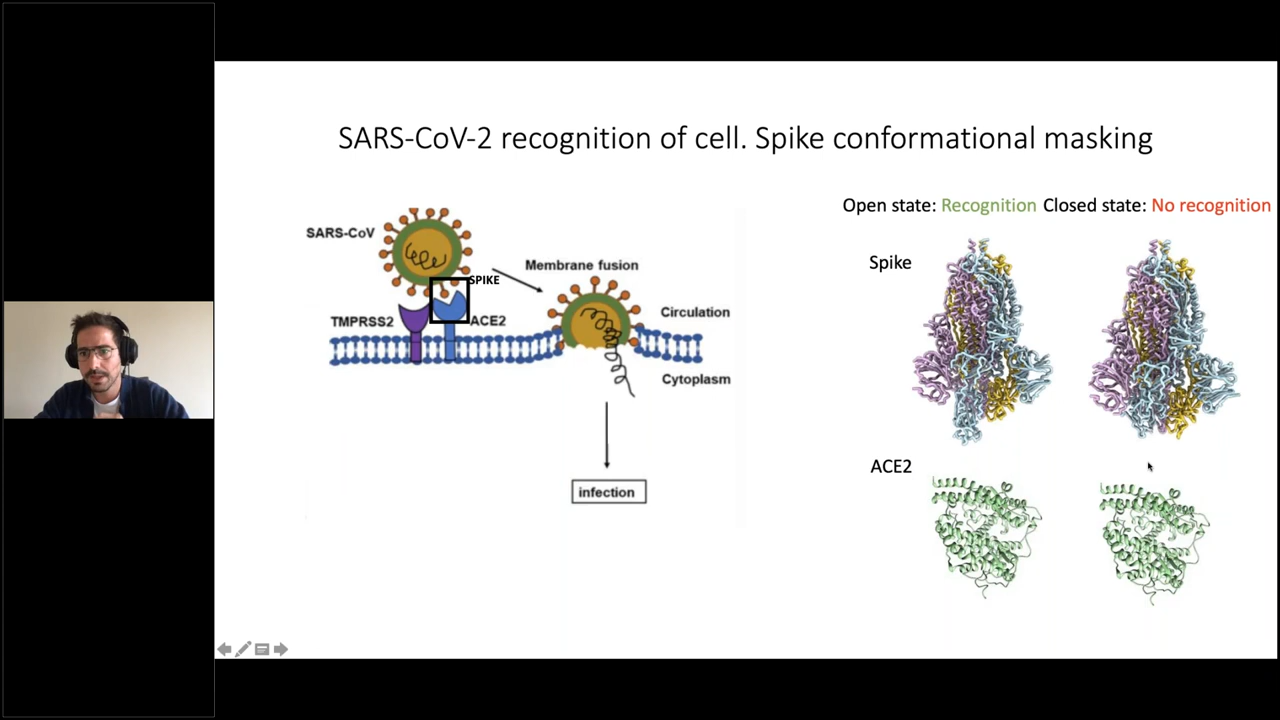 SARS-CoV-2 recognition of cell. Spike conformational masking
Open state: Recognition
Closed state: No recognition
SARS-CoV
SPIKE
Membrane fusion
TMPRSS2
ACE2
Circulation
Cytoplasm
infection
Spike
ACE2